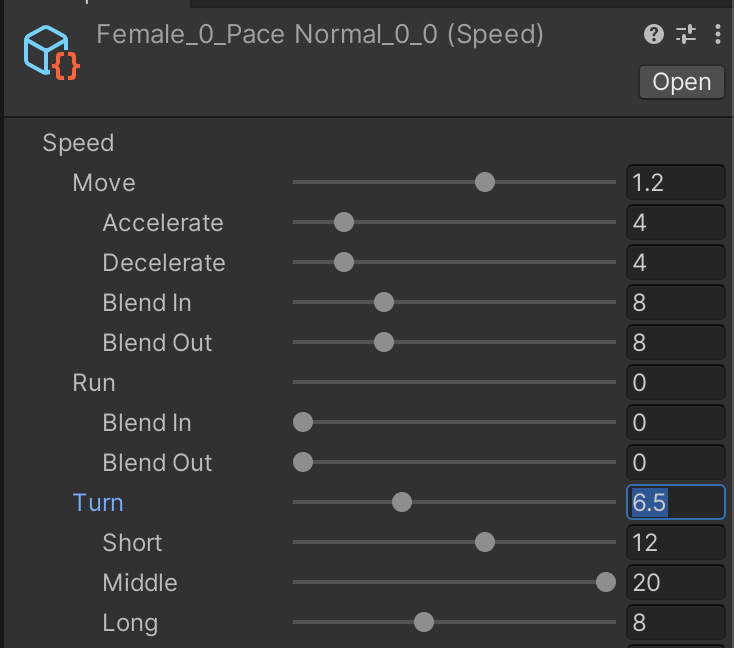 Female_0_Pace Normal_0_0 (Speed)
Open
Speed
Move 1.2
Accelerate 4
Decelerate 4
Blend In 8
Blend Out 8
Run 0
Blend In 0
Blend Out 0
Turn 6.5
Short 12
Middle 20
Long 8